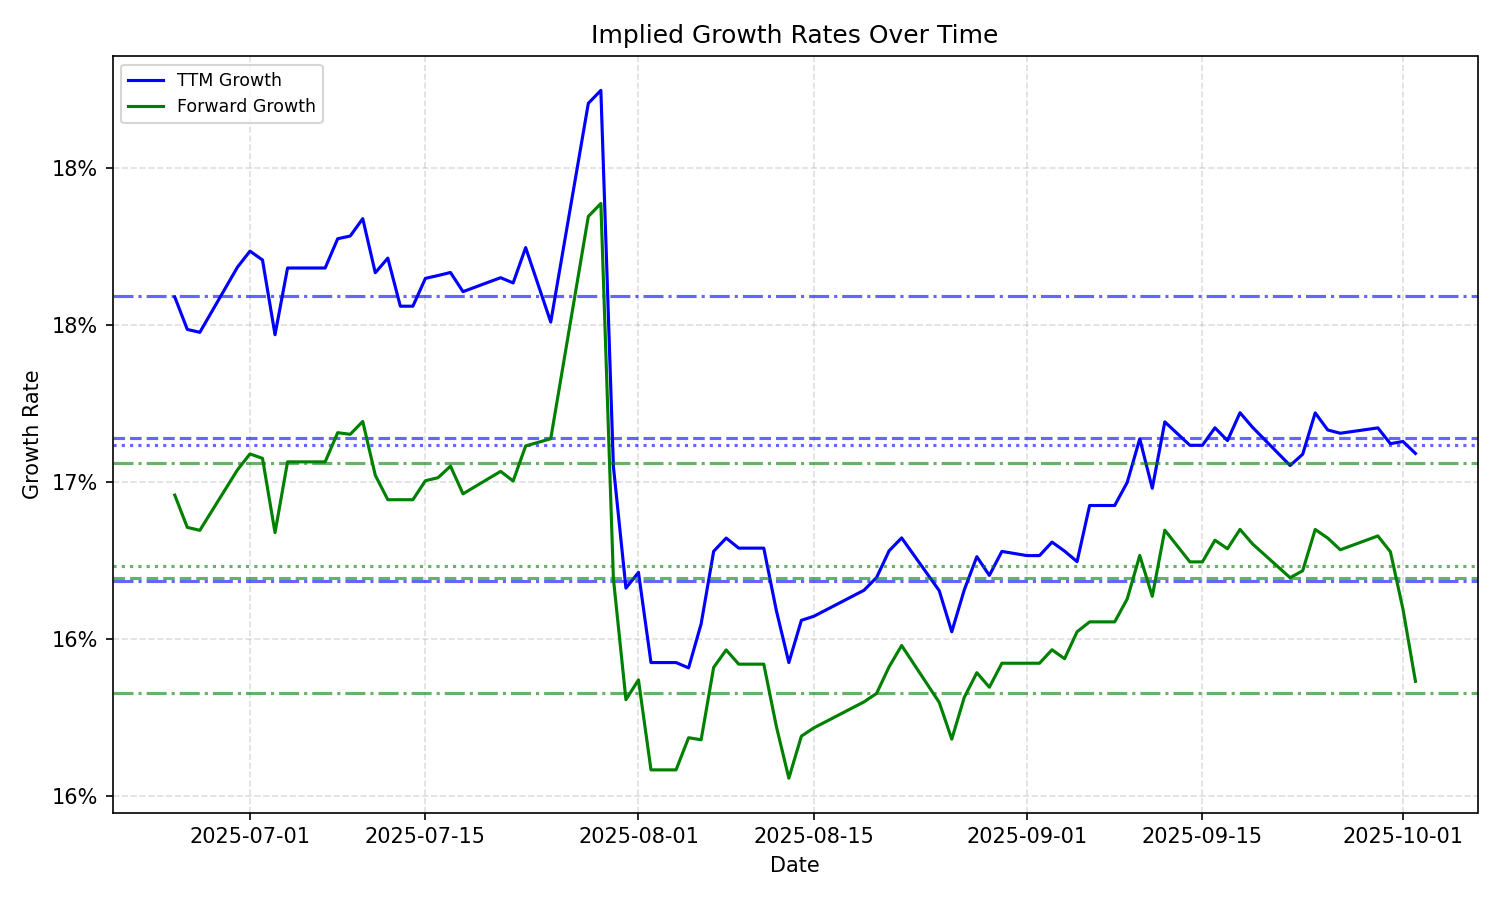 Implied Growth Rates Over Time
TTM Growth
Forward Growth
18%
18%
17%
16%
16%
Growth Rate
2025-07-01
2025-07-15
2025-08-01
2025-08-15
2025-09-01
2025-09-15
2025-10-01
Date